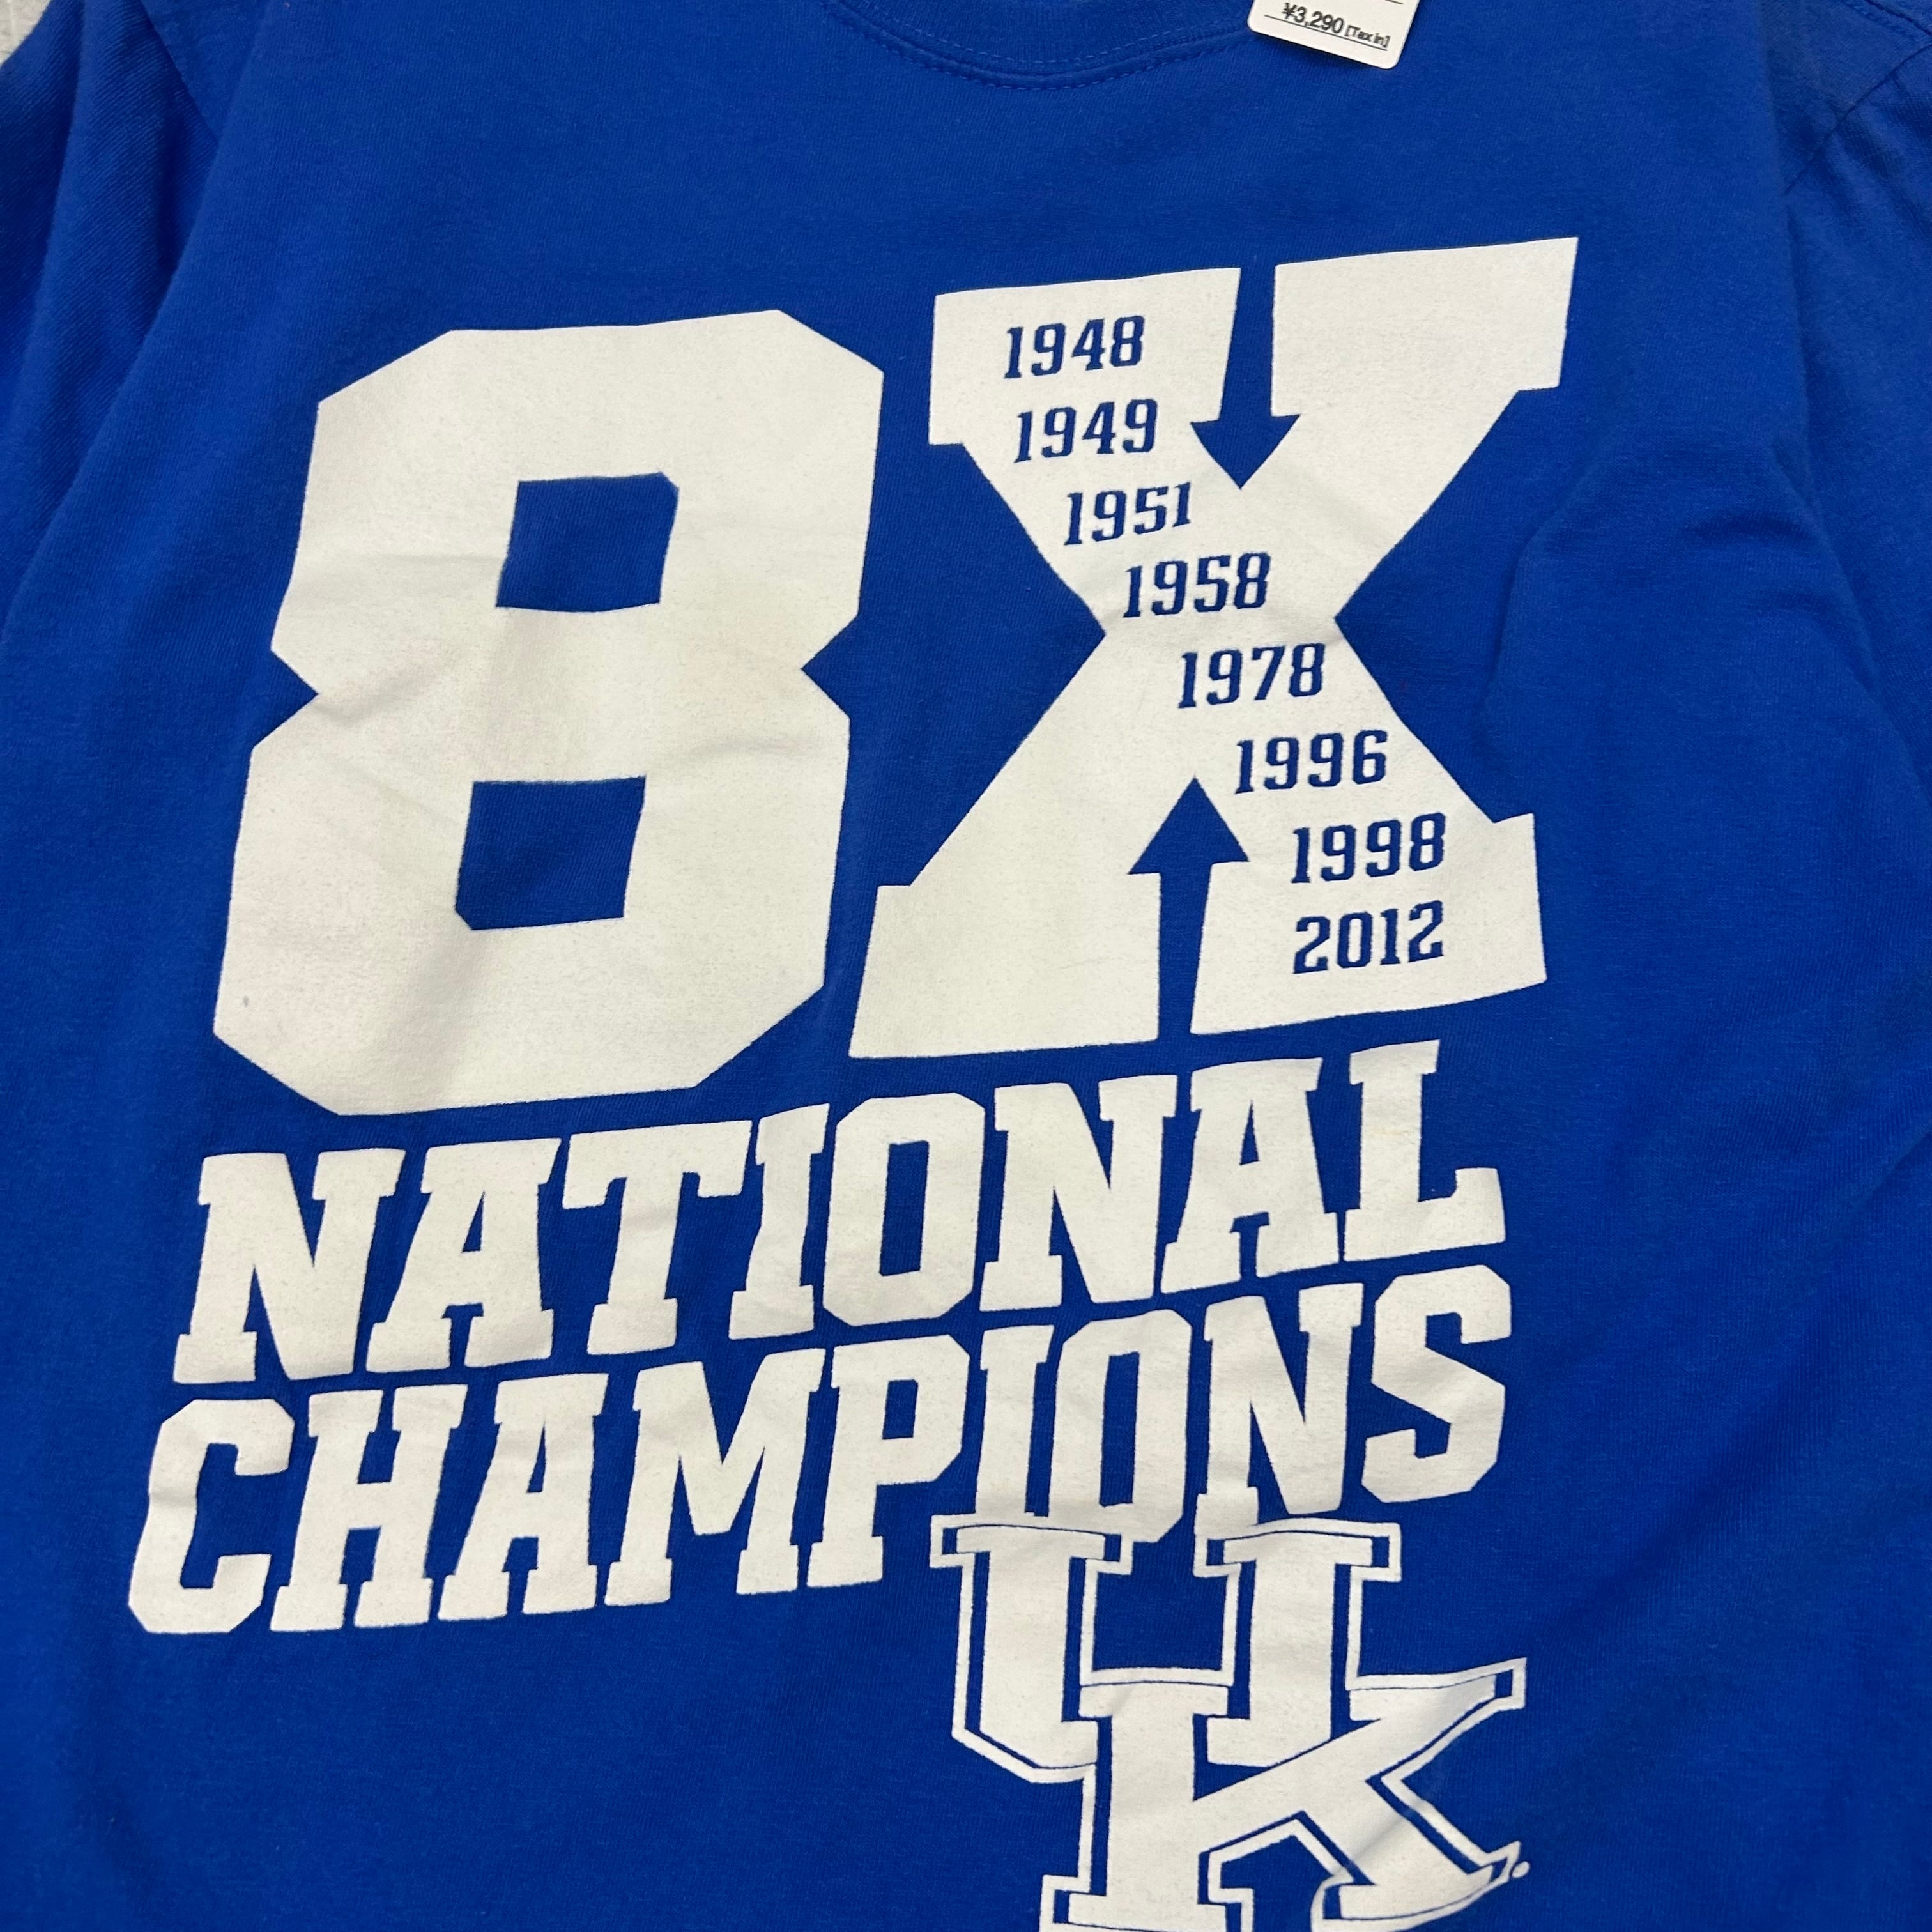 ¥3,290 [Tax in]
8X
1948
1949
1951
1958
1978
1996
1998
2012
NATIONAL
CHAMPIONS
UK